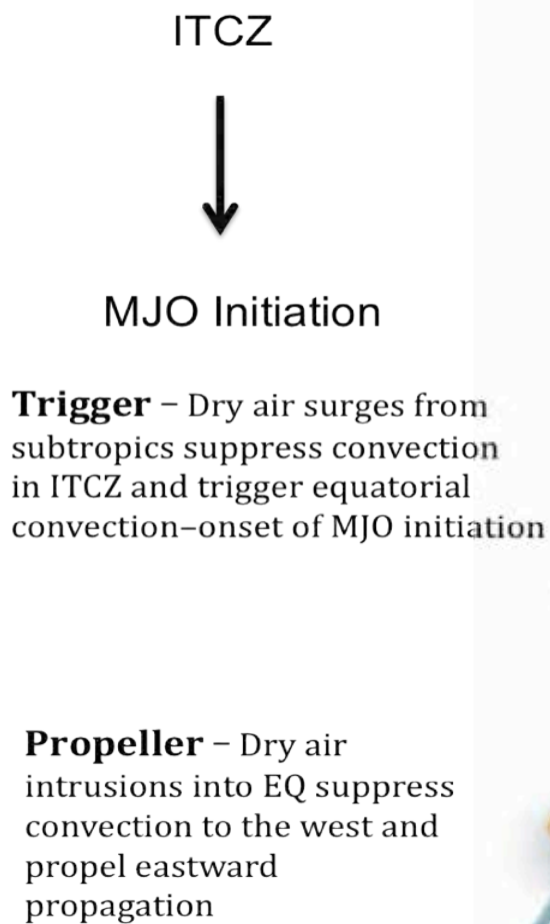 ITCZ
MJO Initiation
Trigger – Dry air surges from
subtropics suppress convection
in ITCZ and trigger equatorial
convection–onset of MJO initiation
Propeller – Dry air
intrusions into EQ suppress
convection to the west and
propel eastward
propagation